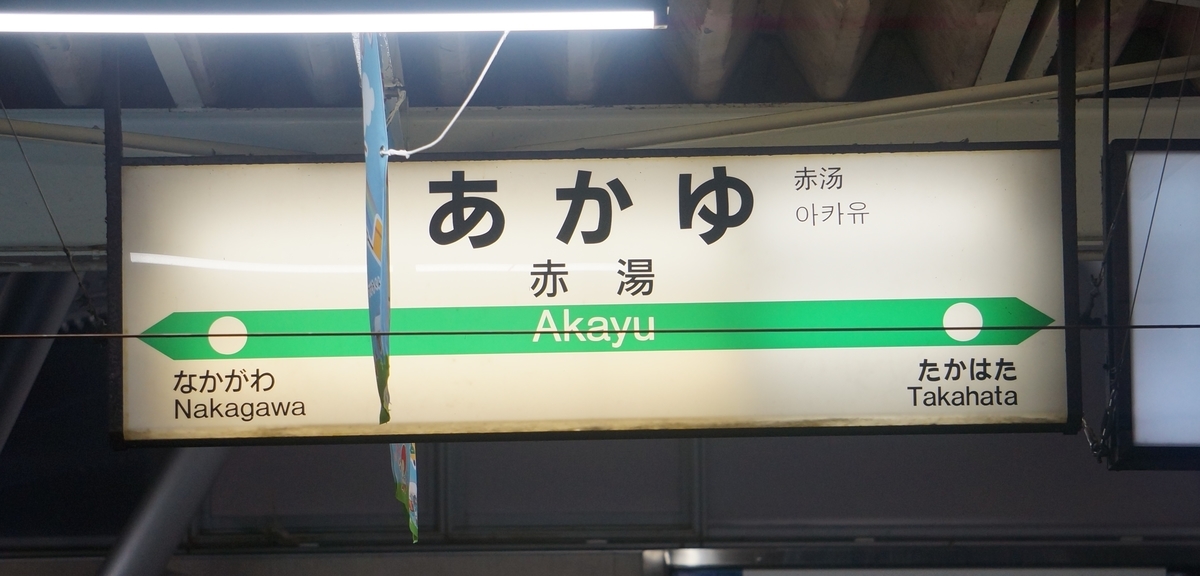 あかゆ
赤汤
아카유
赤湯
Akayu
なかがわ
Nakagawa
たかはた
Takahata